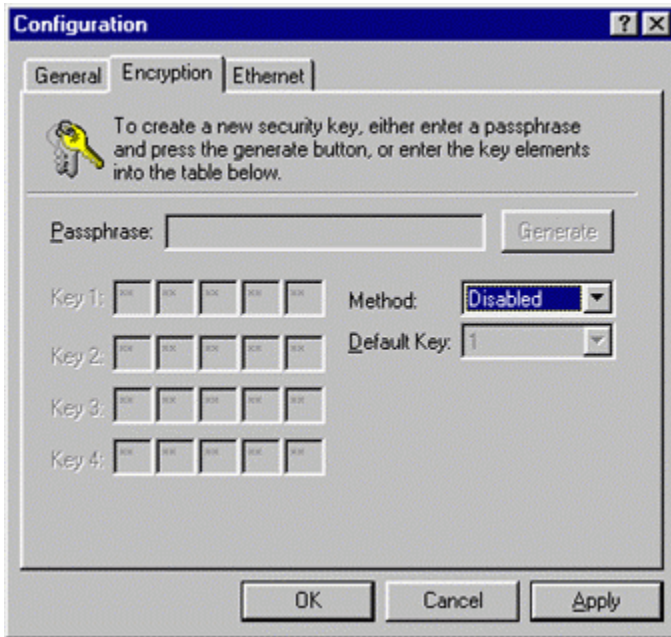 Configuration
General Encryption Ethernet
To create a new security key, either enter a passphrase
and press the generate button, or enter the key elements
into the table below.
Passphrase: Generate
Key 1: ** ** ** ** ** Method: Disabled
Key 2: ** ** ** ** ** Default Key: 1
Key 3: ** ** ** ** **
Key 4: ** ** ** ** **
OK Cancel Apply